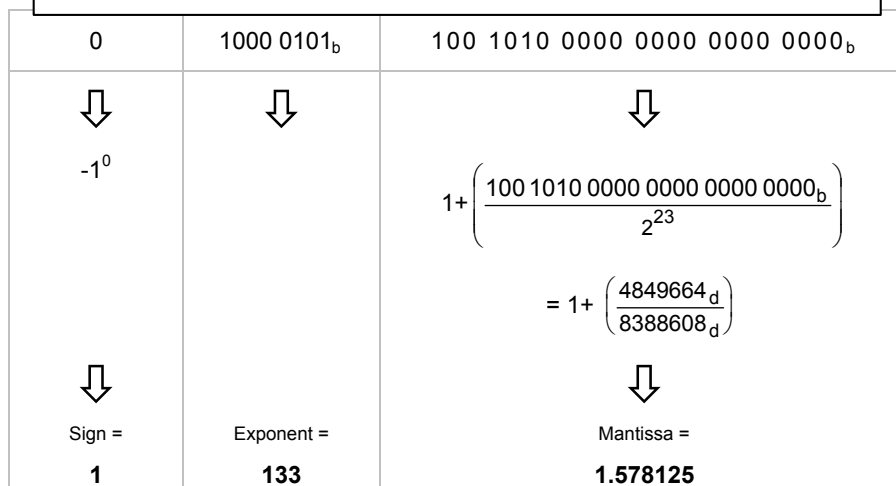 0 1000 0101b 100 1010 0000 0000 0000 0000b
-1^0
1+ (100 1010 0000 0000 0000 0000b / 2^23)
= 1+ (4849664d / 8388608d)
Sign = Exponent = Mantissa =
1 133 1.578125